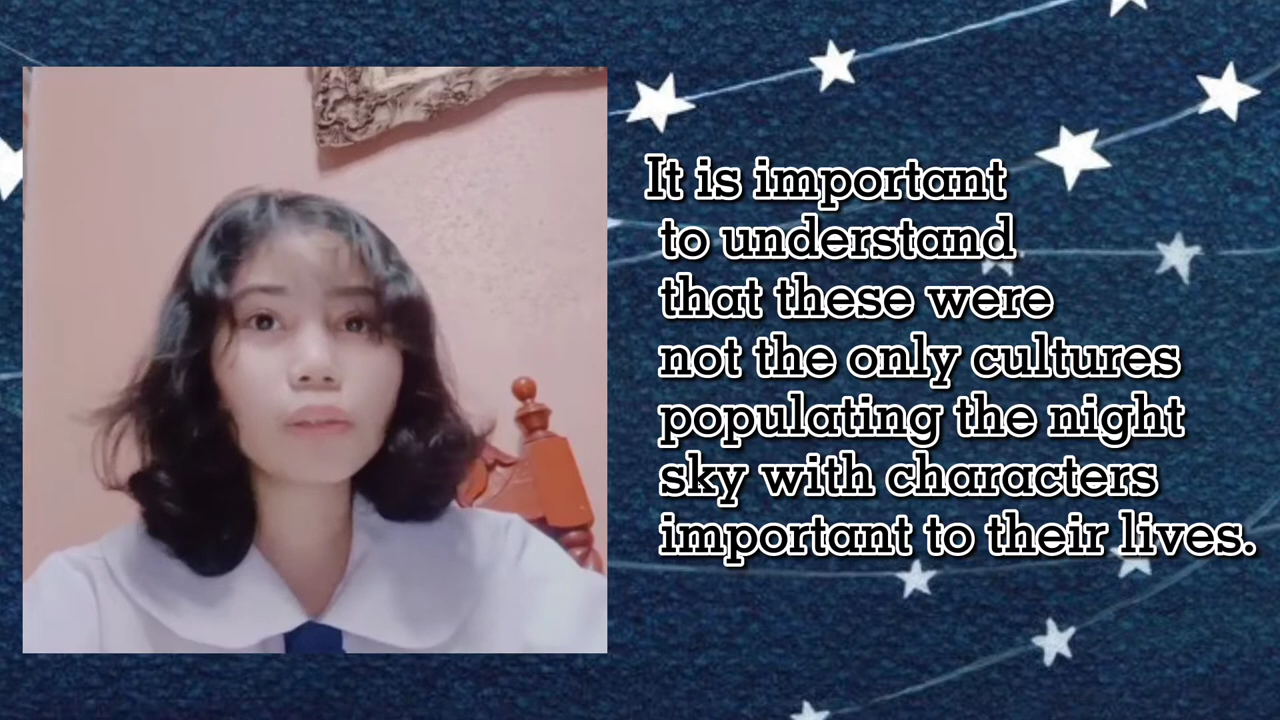 It is important
to understand
that these were
not the only cultures
populating the night
sky with characters
important to their lives.